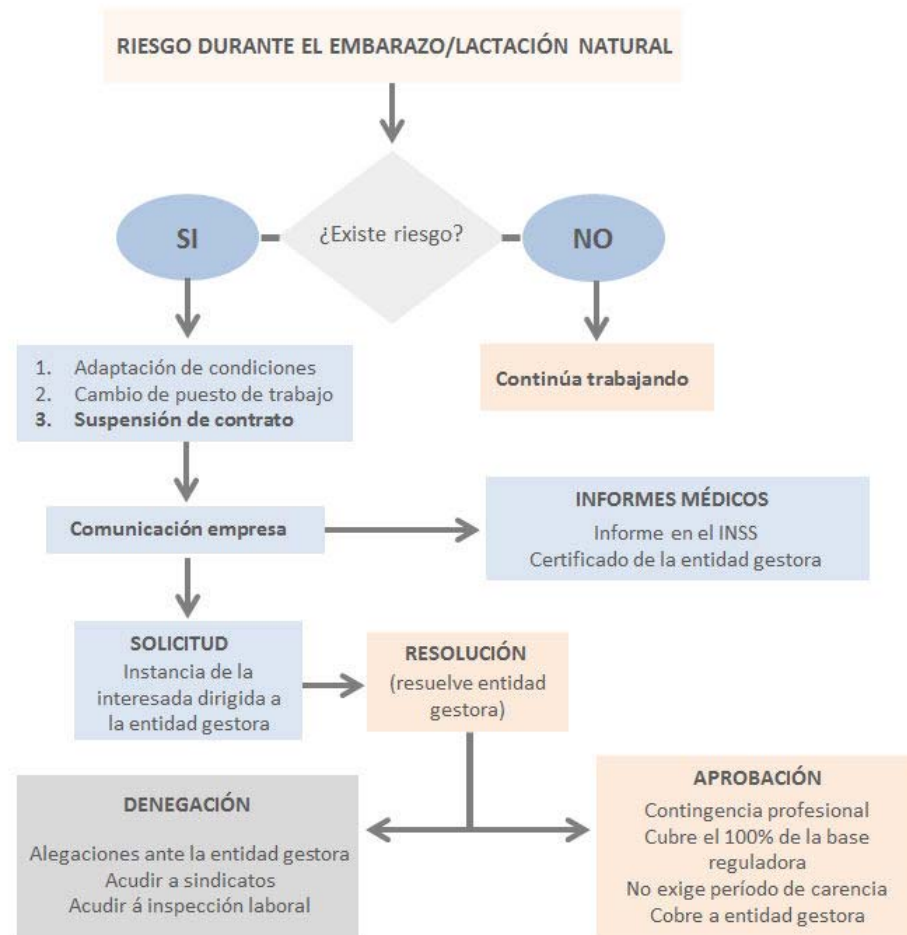 RIESGO DURANTE EL EMBARAZO/LACTACIÓN NATURAL
¿Existe riesgo?
SI
NO
1. Adaptación de condiciones
2. Cambio de puesto de trabajo
3. Suspensión de contrato
Continúa trabajando
Comunicación empresa
INFORMES MÉDICOS
Informe en el INSS
Certificado de la entidad gestora
SOLICITUD
Instancia de la
interesada dirigida a
la entidad gestora
RESOLUCIÓN
(resuelve entidad
gestora)
DENEGACIÓN
Alegaciones ante la entidad gestora
Acudir a sindicatos
Acudir á inspección laboral
APROBACIÓN
Contingencia profesional
Cubre el 100% de la base
reguladora
No exige período de carencia
Cobre a entidad gestora